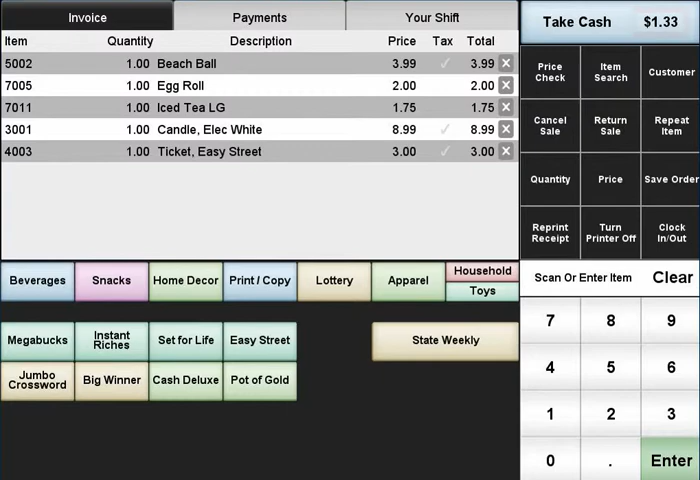 Invoice Payments Your Shift
Take Cash $1.33
Item Quantity Description Price Tax Total
5002 1.00 Beach Ball 3.99 ✓ 3.99 X
7005 1.00 Egg Roll 2.00 2.00 X
7011 1.00 Iced Tea LG 1.75 1.75 X
3001 1.00 Candle, Elec White 8.99 ✓ 8.99 X
4003 1.00 Ticket, Easy Street 3.00 ✓ 3.00 X
Price Check
Item Search
Customer
Cancel Sale
Return Sale
Repeat Item
Quantity
Price
Save Order
Reprint Receipt
Turn Printer Off
Clock In/Out
Beverages Snacks Home Decor Print / Copy Lottery Apparel Household
Toys
Megabucks
Instant Riches
Set for Life
Easy Street
State Weekly
Jumbo Crossword
Big Winner
Cash Deluxe
Pot of Gold
Scan Or Enter Item Clear
7 8 9
4 5 6
1 2 3
0 . Enter